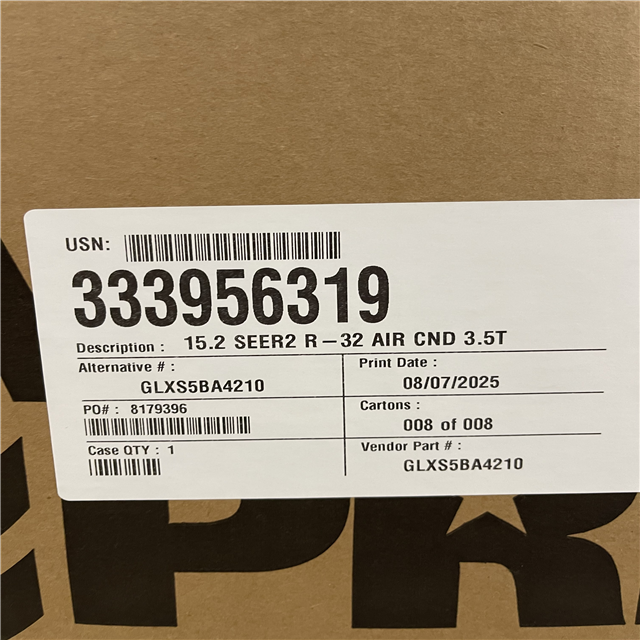 USN:
333956319
Description : 15.2 SEER2 R-32 AIR CND 3.5T
Alternative # :
GLXS5BA4210
Print Date :
08/07/2025
PO# : 8179396
Cartons :
008 of 008
Case QTY : 1
Vendor Part # :
GLXS5BA4210